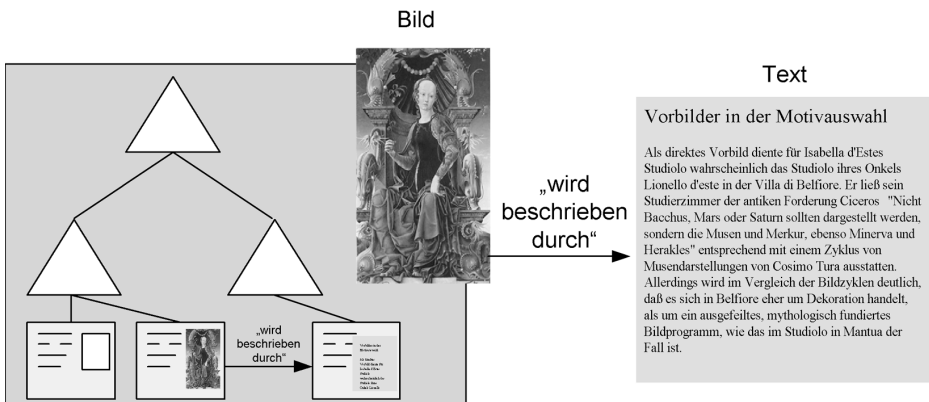 Bild
Text
„wird
beschrieben
durch“
Vorbilder in der Motivauswahl
Als direktes Vorbild diente für Isabella d'Estes
Studiolo wahrscheinlich das Studiolo ihres Onkels
Lionello d'este in der Villa di Belfiore. Er ließ sein
Studierzimmer der antiken Forderung Ciceros "Nicht
Bacchus, Mars oder Saturn sollten dargestellt werden,
sondern die Musen und Merkur, ebenso Minerva und
Herakles" entsprechend mit einem Zyklus von
Musendarstellungen von Cosimo Tura ausstatten.
Allerdings wird im Vergleich der Bildzyklen deutlich,
daß es sich in Belfiore eher um Dekoration handelt,
als um ein ausgefeiltes, mythologisch fundiertes
Bildprogramm, wie das im Studiolo in Mantua der
Fall ist.
„wird
beschrieben
durch“